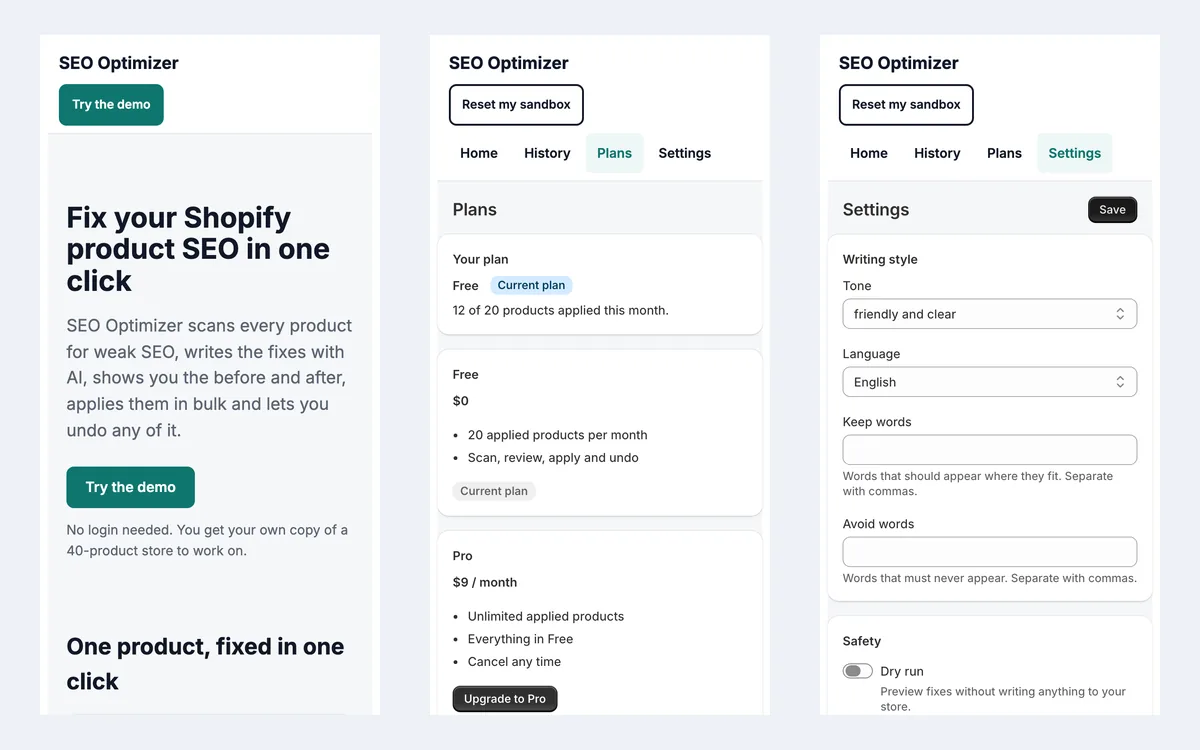 SEO Optimizer
Try the demo
Fix your Shopify
product SEO in one
click
SEO Optimizer scans every product
for weak SEO, writes the fixes with
AI, shows you the before and after,
applies them in bulk and lets you
undo any of it.
Try the demo
No login needed. You get your own copy of a
40-product store to work on.
One product, fixed in one
click
SEO Optimizer
Reset my sandbox
Home History Plans Settings
Plans
Your plan
Free Current plan
12 of 20 products applied this month.
Free
$0
• 20 applied products per month
• Scan, review, apply and undo
Current plan
Pro
$9 / month
• Unlimited applied products
• Everything in Free
• Cancel any time
Upgrade to Pro
SEO Optimizer
Reset my sandbox
Home History Plans Settings
Settings Save
Writing style
Tone
friendly and clear
Language
English
Keep words
Words that should appear where they fit. Separate
with commas.
Avoid words
Words that must never appear. Separate with commas.
Safety
Dry run
Preview fixes without writing anything to your
store.